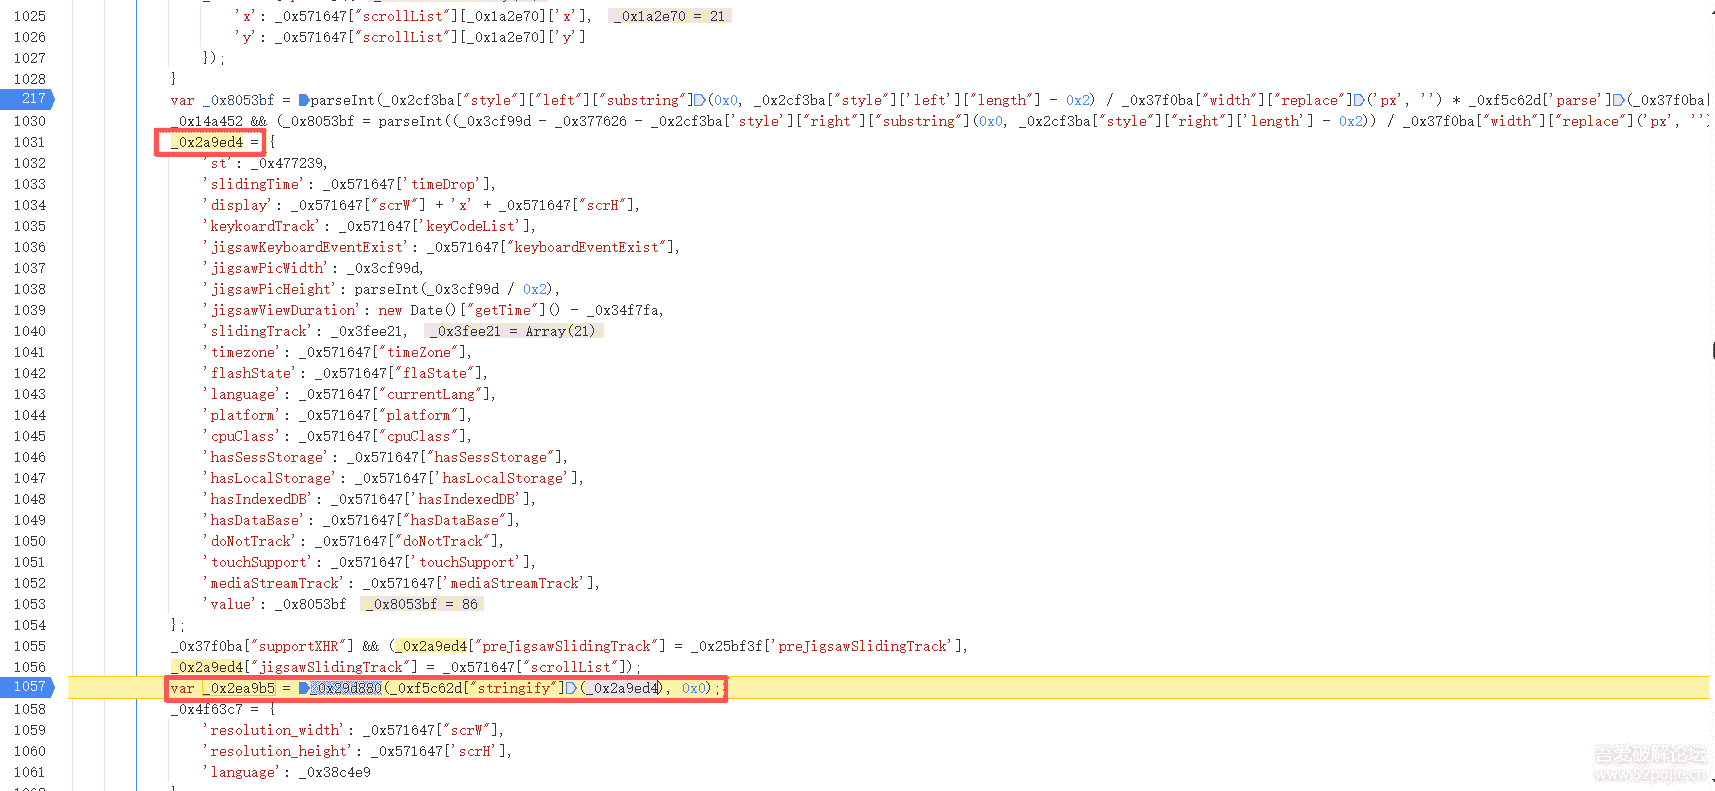 1025 'x': _0x571647["scrollList"][_0x1a2e70]['x'], _0x1a2e70 = 21
1026 'y': _0x571647["scrollList"][_0x1a2e70]['y']
1027 });
1028 }
217 var _0x8053bf = parseInt(_0x2cf3ba["style"]["left"]["substring"](0x0, _0x2cf3ba["style"]['left']["length"] - 0x2) / _0x37f0ba["width"]["replace"]('px', '') * _0xf5c62d['parse'](_0x37f0ba[
1030 _0x14a452 && (_0x8053bf = parseInt((_0x3cf99d - _0x377626 - _0x2cf3ba['style']["right"]["substring"](0x0, _0x2cf3ba["style"]["right"]['length'] - 0x2)) / _0x37f0ba["width"]["replace"]('px', '')
1031 _0x2a9ed4 = {
1032 'st': _0x477239,
1033 'slidingTime': _0x571647['timeDrop'],
1034 'display': _0x571647["scrW"] + 'x' + _0x571647["scrH"],
1035 'keykoardTrack': _0x571647['keyCodeList'],
1036 'jigsawKeyboardEventExist': _0x571647["keyboardEventExist"],
1037 'jigsawPicWidth': _0x3cf99d,
1038 'jigsawPicHeight': parseInt(_0x3cf99d / 0x2),
1039 'jigsawViewDuration': new Date()["getTime"]() - _0x34f7fa,
1040 'slidingTrack': _0x3fee21, _0x3fee21 = Array(21)
1041 'timezone': _0x571647["timeZone"],
1042 'flashState': _0x571647["flaState"],
1043 'language': _0x571647["currentLang"],
1044 'platform': _0x571647["platform"],
1045 'cpuClass': _0x571647["cpuClass"],
1046 'hasSessStorage': _0x571647["hasSessStorage"],
1047 'hasLocalStorage': _0x571647['hasLocalStorage'],
1048 'hasIndexedDB': _0x571647['hasIndexedDB'],
1049 'hasDataBase': _0x571647["hasDataBase"],
1050 'doNotTrack': _0x571647["doNotTrack"],
1051 'touchSupport': _0x571647['touchSupport'],
1052 'mediaStreamTrack': _0x571647['mediaStreamTrack'],
1053 'value': _0x8053bf _0x8053bf = 86
1054 };
1055 _0x37f0ba["supportXHR"] && (_0x2a9ed4["preJigsawSlidingTrack"] = _0x25bf3f['preJigsawSlidingTrack'],
1056 _0x2a9ed4["jigsawSlidingTrack"] = _0x571647["scrollList"]);
1057 var _0x2ea9b5 = _0x29d880(_0xf5c62d["stringify"](_0x2a9ed4), 0x0);
1058 _0x4f63c7 = {
1059 'resolution_width': _0x571647["scrW"],
1060 'resolution_height': _0x571647['scrH'],
1061 'language': _0x38c4e9
吾爱破解论坛
www.52pojie.cn